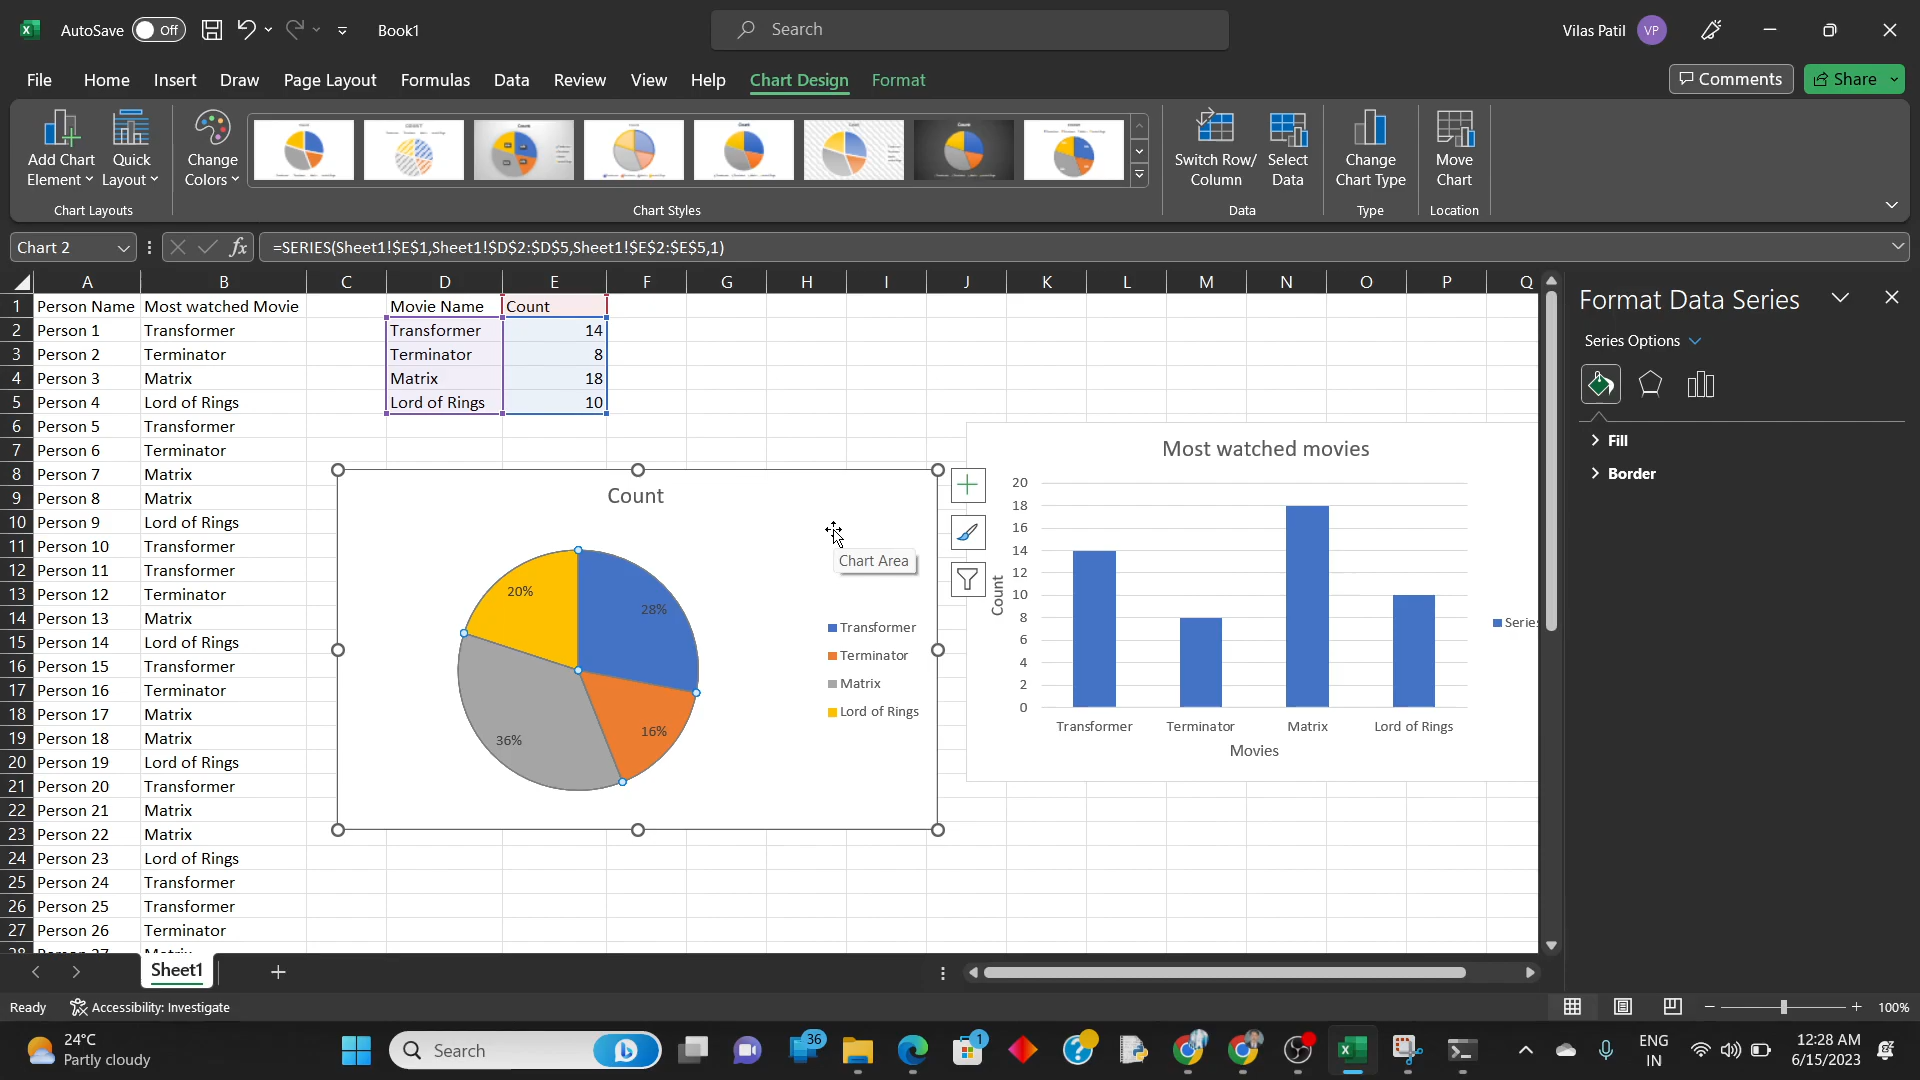 AutoSave Off Book1 Search Vilas Patil VP
File Home Insert Draw Page Layout Formulas Data Review View Help Chart Design Format Comments Share
Add Chart Element
Quick Layout
Change Colors
Switch Row/ Column
Select Data
Change Chart Type
Move Chart
Chart Layouts Chart Styles Data Type Location
Chart 2 fx =SERIES(Sheet1!$E$1,Sheet1!$D$2:$D$5,Sheet1!$E$2:$E$5,1)
A B C D E F G H I J K L M N O P Q
1 Person Name Most watched Movie Movie Name Count
2 Person 1 Transformer Transformer 14
3 Person 2 Terminator Terminator 8
4 Person 3 Matrix Matrix 18
5 Person 4 Lord of Rings Lord of Rings 10
6 Person 5 Transformer
7 Person 6 Terminator
8 Person 7 Matrix
9 Person 8 Matrix
10 Person 9 Lord of Rings
11 Person 10 Transformer
12 Person 11 Transformer
13 Person 12 Terminator
14 Person 13 Matrix
15 Person 14 Lord of Rings
16 Person 15 Transformer
17 Person 16 Terminator
18 Person 17 Matrix
19 Person 18 Matrix
20 Person 19 Lord of Rings
21 Person 20 Transformer
22 Person 21 Matrix
23 Person 22 Matrix
24 Person 23 Lord of Rings
25 Person 24 Transformer
26 Person 25 Transformer
27 Person 26 Terminator
Count
Chart Area
20%
28%
36%
16%
Transformer
Terminator
Matrix
Lord of Rings
Most watched movies
20
18
16
14
12
10
8
6
4
2
0
Count
Transformer Terminator Matrix Lord of Rings
Movies
Series
Format Data Series
Series Options
Fill
Border
Sheet1
Ready Accessibility: Investigate 100%
24°C
Partly cloudy
Search
36
1
ENG
IN
12:28 AM
6/15/2023